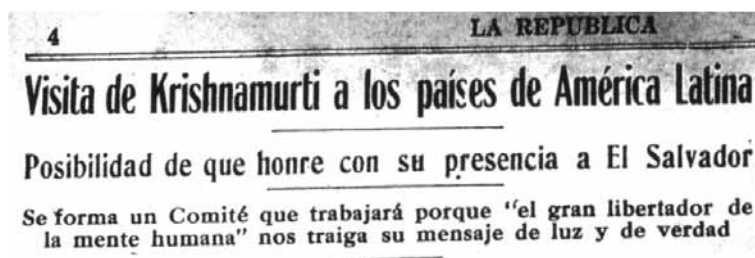 4
LA REPUBLICA
Visita de Krishnamurti a los países de América Latina
Posibilidad de que honre con su presencia a El Salvador
Se forma un Comité que trabajará porque "el gran libertador de
la mente humana" nos traiga su mensaje de luz y de verdad